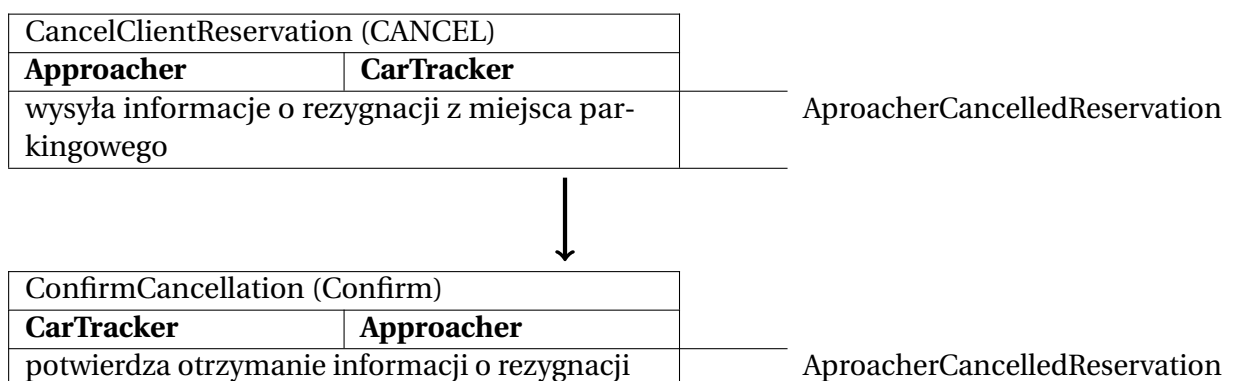 CancelClientReservation (CANCEL)
Approacher CarTracker
wysyła informacje o rezygnacji z miejsca par- AproacherCancelledReservation
kingowego
ConfirmCancellation (Confirm)
CarTracker Approacher
potwierdza otrzymanie informacji o rezygnacji AproacherCancelledReservation